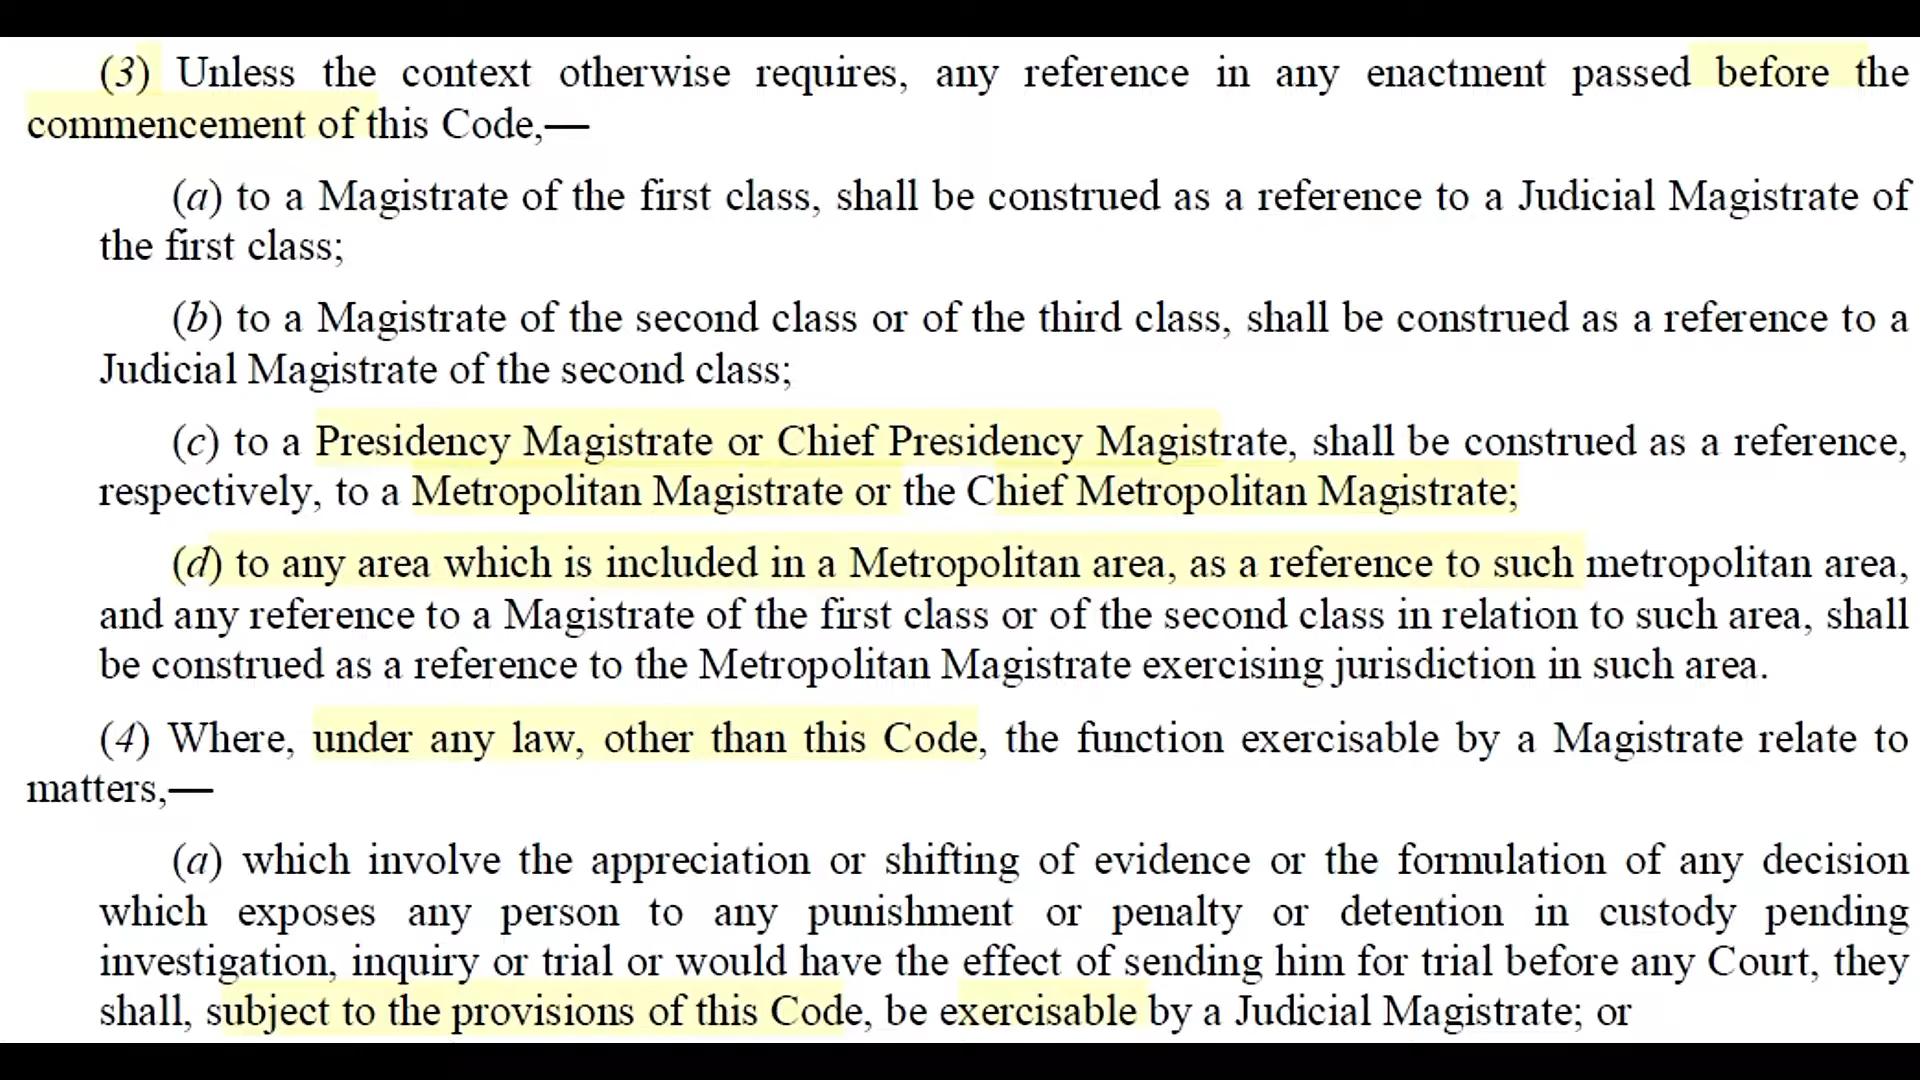 (3) Unless the context otherwise requires, any reference in any enactment passed before the
commencement of this Code,—
(a) to a Magistrate of the first class, shall be construed as a reference to a Judicial Magistrate of
the first class;
(b) to a Magistrate of the second class or of the third class, shall be construed as a reference to a
Judicial Magistrate of the second class;
(c) to a Presidency Magistrate or Chief Presidency Magistrate, shall be construed as a reference,
respectively, to a Metropolitan Magistrate or the Chief Metropolitan Magistrate;
(d) to any area which is included in a Metropolitan area, as a reference to such metropolitan area,
and any reference to a Magistrate of the first class or of the second class in relation to such area, shall
be construed as a reference to the Metropolitan Magistrate exercising jurisdiction in such area.
(4) Where, under any law, other than this Code, the function exercisable by a Magistrate relate to
matters,—
(a) which involve the appreciation or shifting of evidence or the formulation of any decision
which exposes any person to any punishment or penalty or detention in custody pending
investigation, inquiry or trial or would have the effect of sending him for trial before any Court, they
shall, subject to the provisions of this Code, be exercisable by a Judicial Magistrate; or